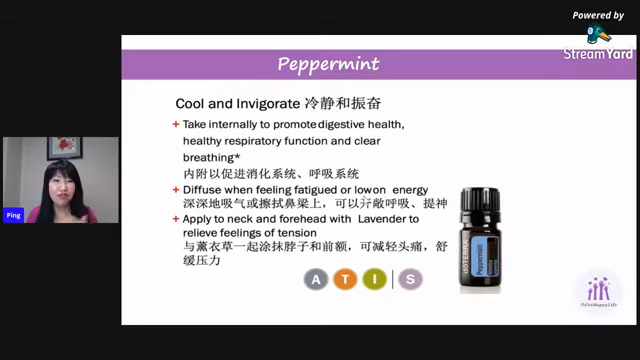 Powered by
StreamYard
Peppermint
Cool and Invigorate 冷静和振奋
+ Take internally to promote digestive health,
healthy respiratory function and clear
breathing*
内附以促进消化系统、呼吸系统
+ Diffuse when feeling fatigued or low on energy
深深地吸气或擦拭鼻梁上，可以开敞呼吸、提神
+ Apply to neck and forehead with Lavender to
relieve feelings of tension
与薰衣草一起涂抹脖子和前额，可减轻头痛，舒
缓压力
A T I S
dōTERRA
Peppermint
Ping
OilsNHappyLife